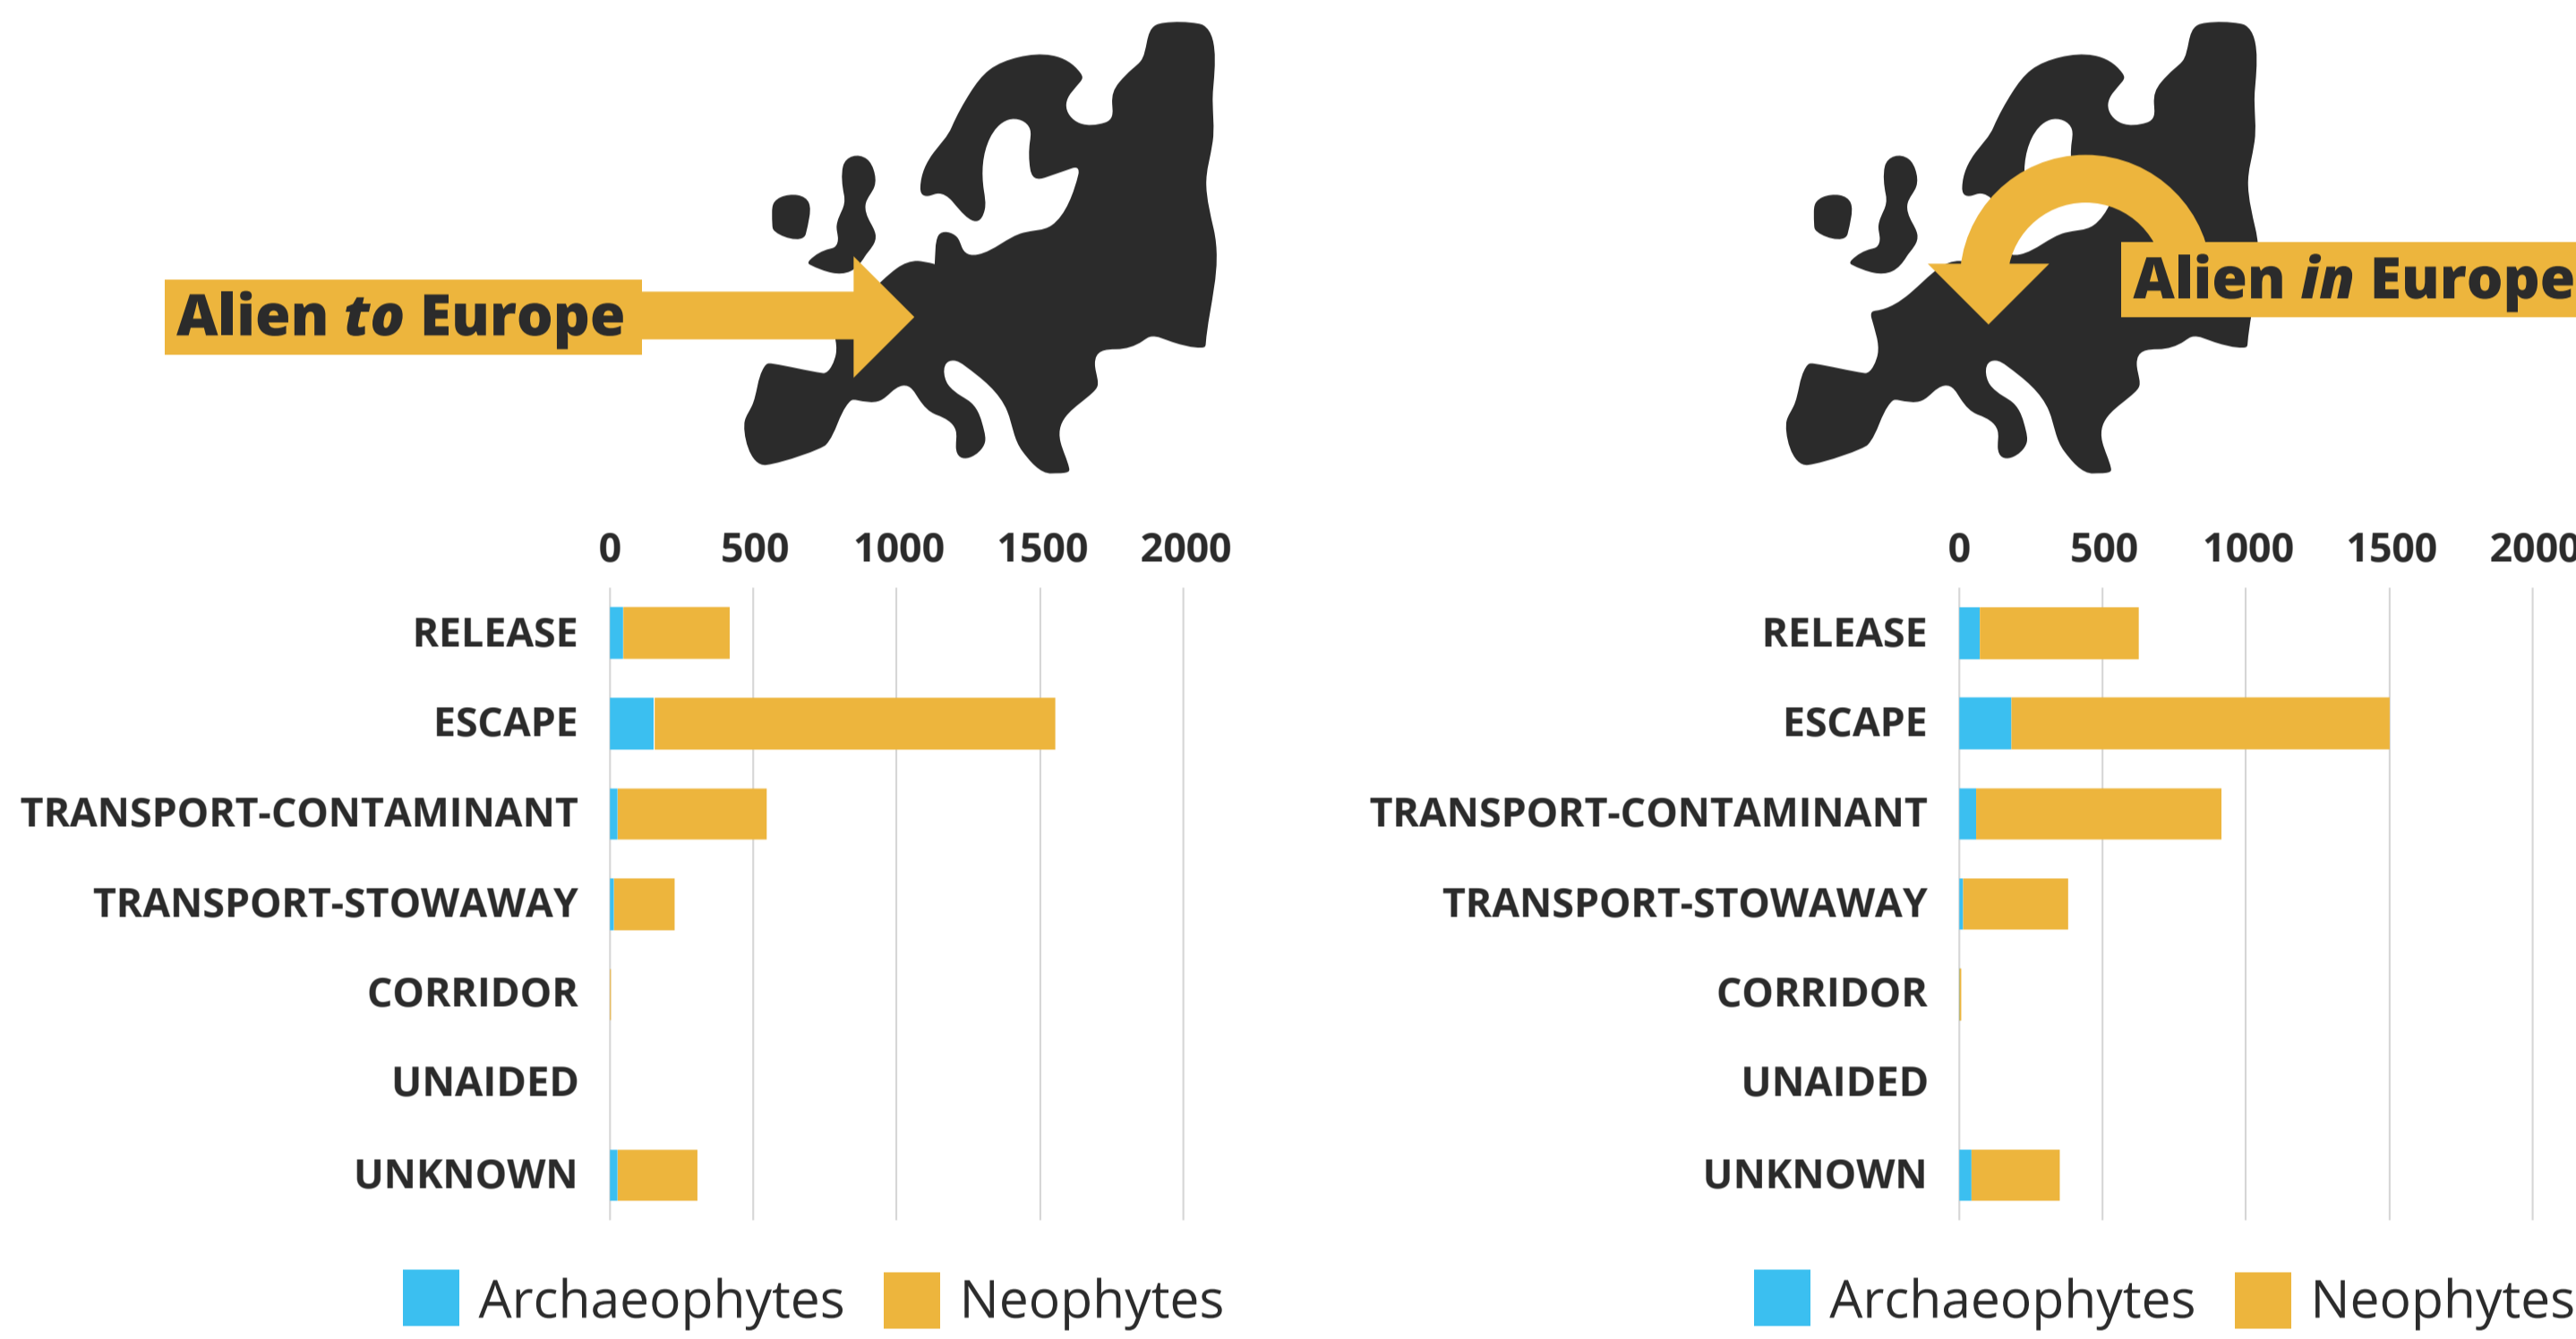 Alien to Europe
0 500 1000 1500 2000
RELEASE
ESCAPE
TRANSPORT-CONTAMINANT
TRANSPORT-STOWAWAY
CORRIDOR
UNAIDED
UNKNOWN
Archaeophytes Neophytes
Alien in Europe
0 500 1000 1500 2000
RELEASE
ESCAPE
TRANSPORT-CONTAMINANT
TRANSPORT-STOWAWAY
CORRIDOR
UNAIDED
UNKNOWN
Archaeophytes Neophytes